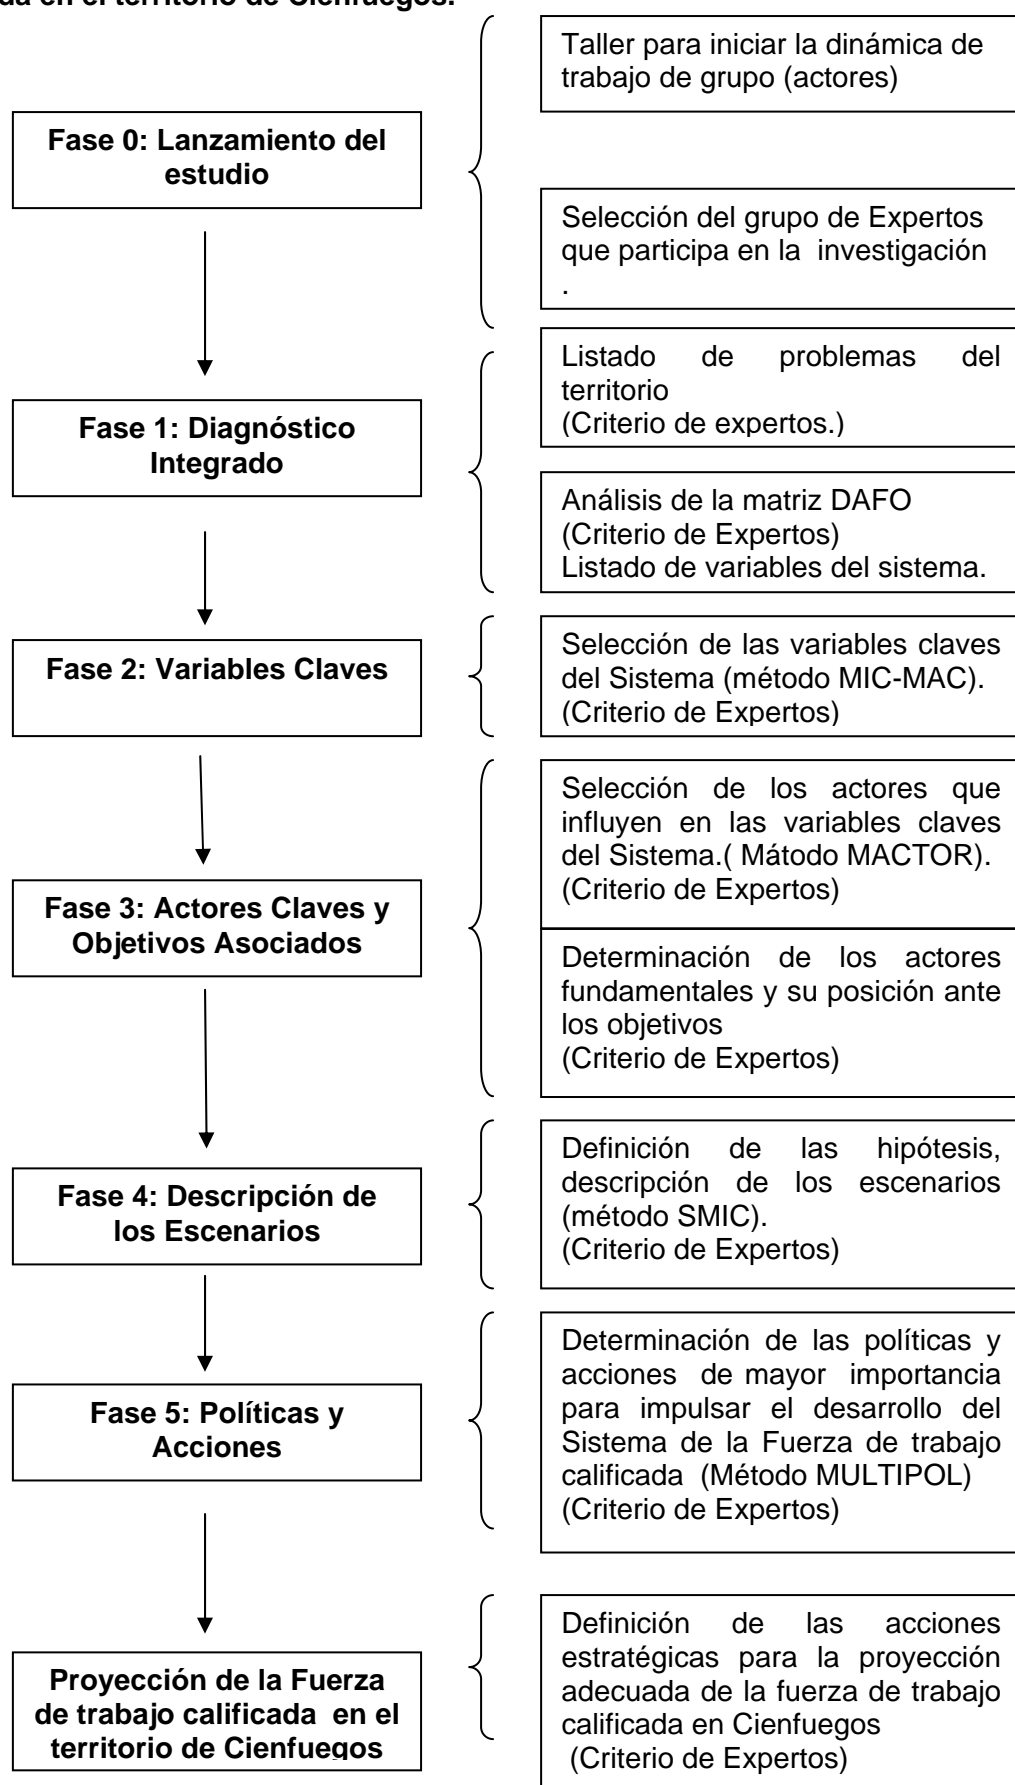 da en el territorio de Cienfuegos.
Taller para iniciar la dinámica de
trabajo de grupo (actores)
Fase 0: Lanzamiento del
estudio
Selección del grupo de Expertos
que participa en la investigación
.
Listado de problemas del
territorio
(Criterio de expertos.)
Fase 1: Diagnóstico
Integrado
Análisis de la matriz DAFO
(Criterio de Expertos)
Listado de variables del sistema.
Fase 2: Variables Claves
Selección de las variables claves
del Sistema (método MIC-MAC).
(Criterio de Expertos)
Selección de los actores que
influyen en las variables claves
del Sistema.( Mátodo MACTOR).
(Criterio de Expertos)
Fase 3: Actores Claves y
Objetivos Asociados
Determinación de los actores
fundamentales y su posición ante
los objetivos
(Criterio de Expertos)
Fase 4: Descripción de
los Escenarios
Definición de las hipótesis,
descripción de los escenarios
(método SMIC).
(Criterio de Expertos)
Fase 5: Políticas y
Acciones
Determinación de las políticas y
acciones de mayor importancia
para impulsar el desarrollo del
Sistema de la Fuerza de trabajo
calificada (Método MULTIPOL)
(Criterio de Expertos)
Proyección de la Fuerza
de trabajo calificada en el
territorio de Cienfuegos
Definición de las acciones
estratégicas para la proyección
adecuada de la fuerza de trabajo
calificada en Cienfuegos
(Criterio de Expertos)